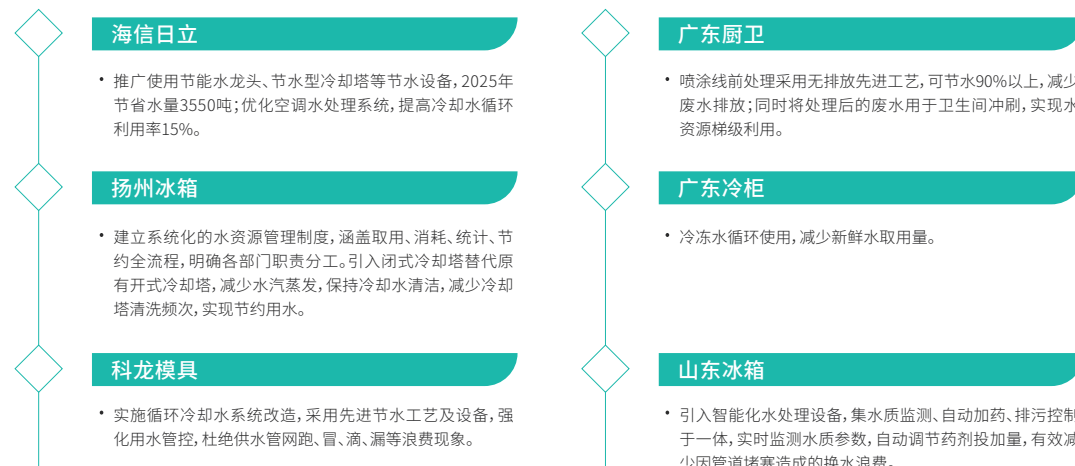 海信日立
• 推广使用节能水龙头、节水型冷却塔等节水设备，2025年
节省水量3550吨；优化空调水处理系统，提高冷却水循环
利用率15%。
扬州冰箱
• 建立系统化的水资源管理制度，涵盖取用、消耗、统计、节
约全流程，明确各部门职责分工。引入闭式冷却塔替代原
有开式冷却塔，减少水汽蒸发，保持冷却水清洁，减少冷却
塔清洗频次，实现节约用水。
科龙模具
• 实施循环冷却水系统改造，采用先进节水工艺及设备，强
化用水管控，杜绝供水管网跑、冒、滴、漏等浪费现象。
广东厨卫
• 喷涂线前处理采用无排放先进工艺，可节水90%以上，减少
废水排放；同时将处理后的废水用于卫生间冲刷，实现水
资源梯级利用。
广东冷柜
• 冷冻水循环使用，减少新鲜水取用量。
山东冰箱
• 引入智能化水处理设备，集水质监测、自动加药、排污控制
于一体，实时监测水质参数，自动调节药剂投加量，有效减
少因管道堵塞造成的换水浪费。